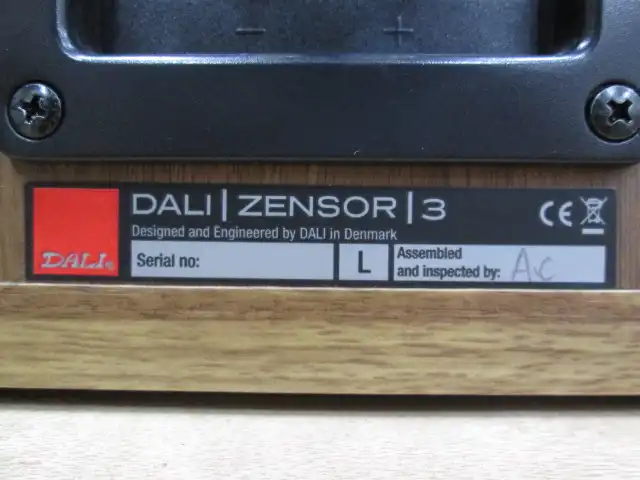 - +
DALI | ZENSOR | 3
Designed and Engineered by DALI in Denmark
DALI
Serial no:
L
Assembled
and inspected by: Ac
CE